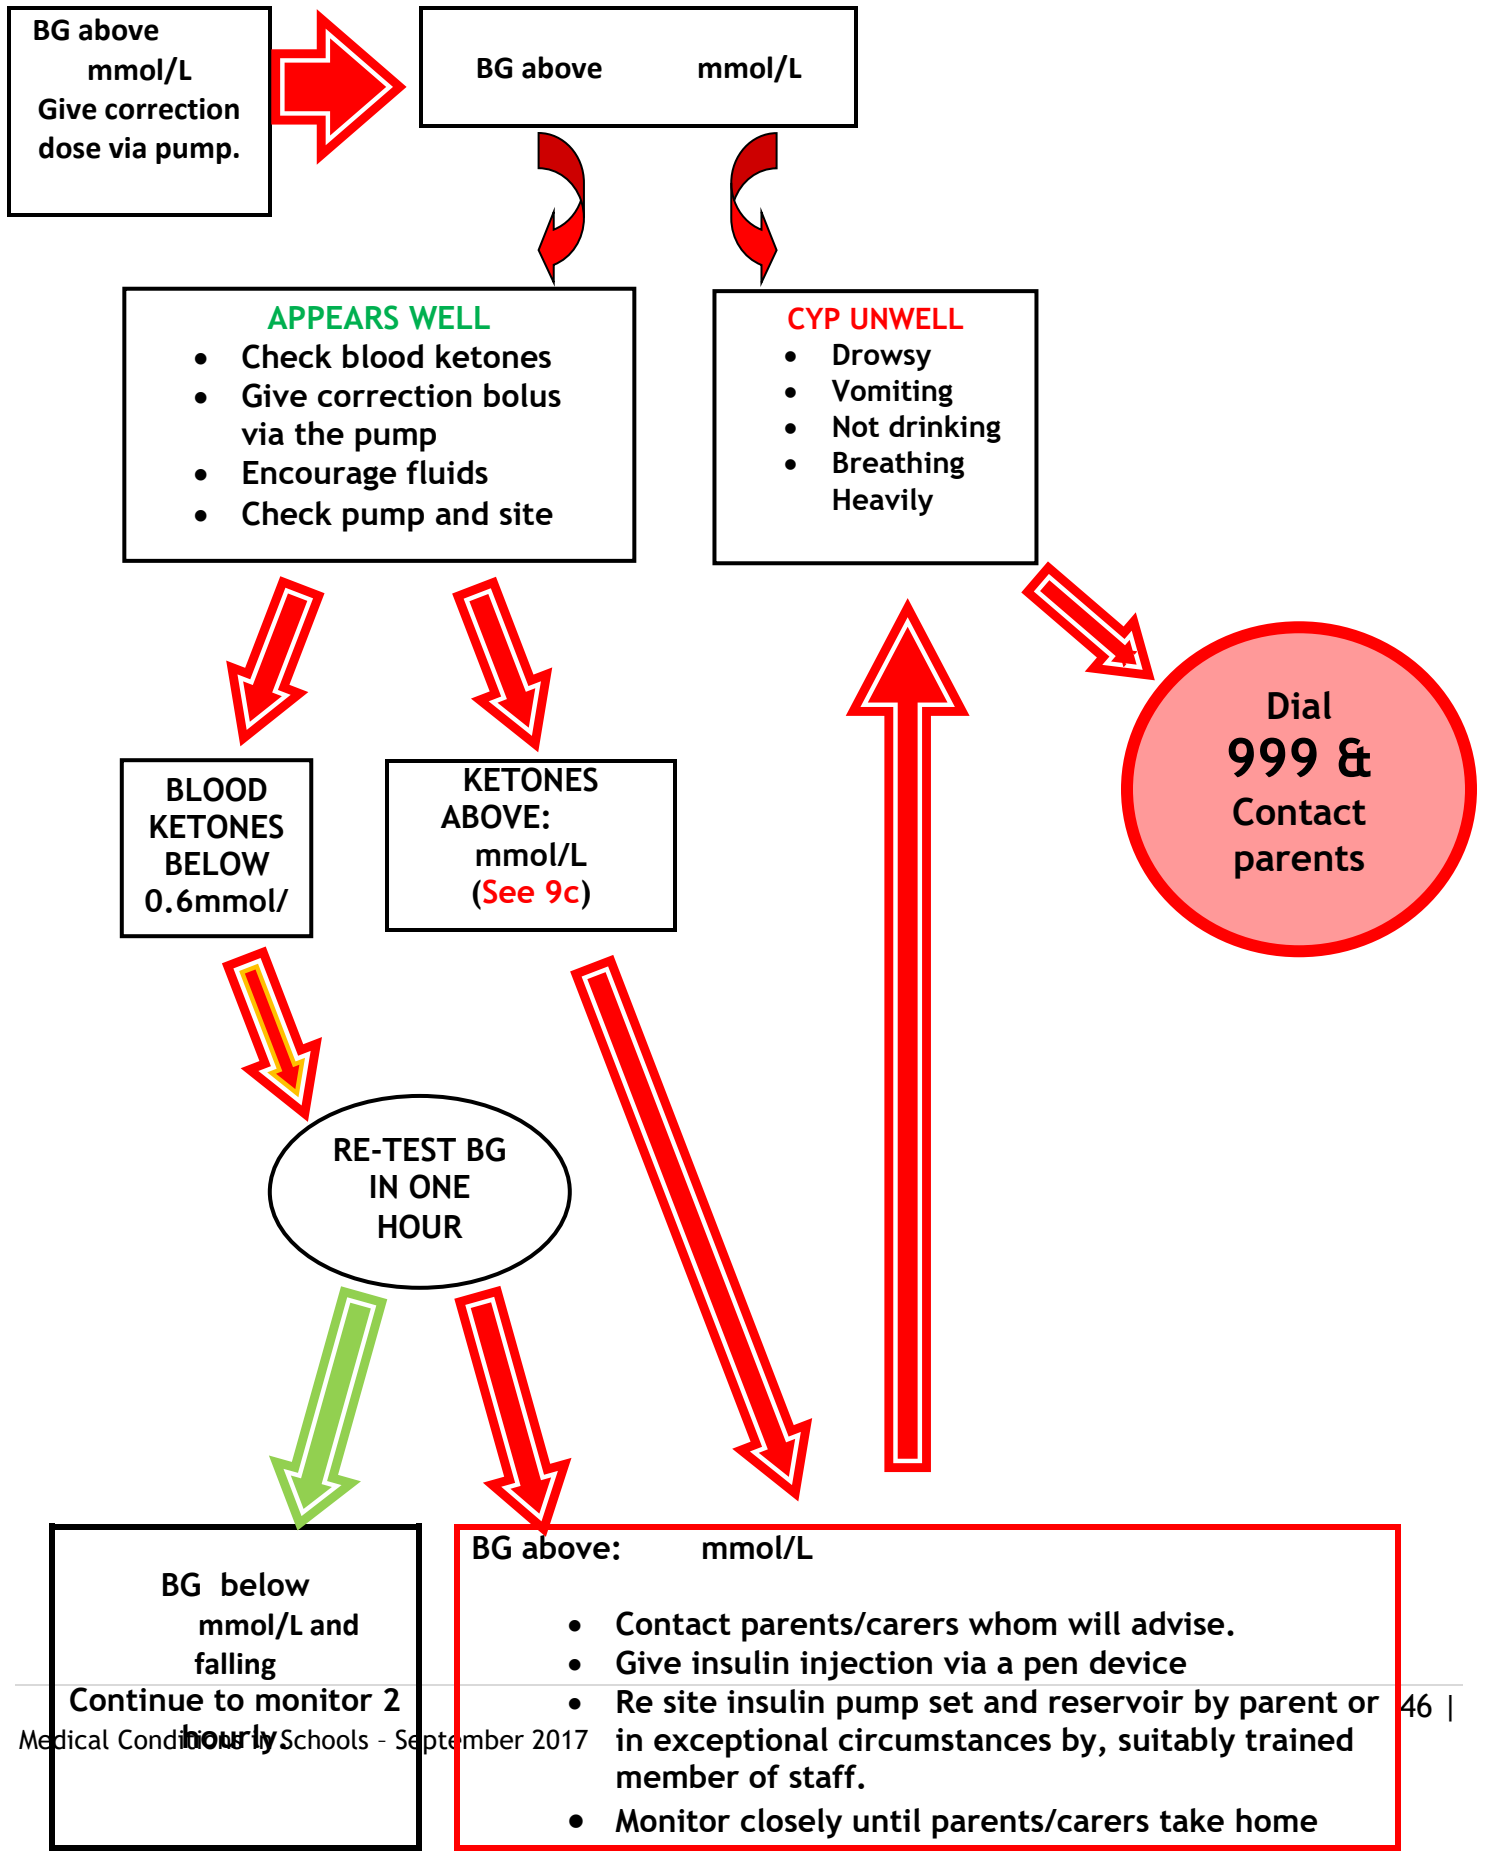 BG above
mmol/L
Give correction
dose via pump.
BG above mmol/L
APPEARS WELL
• Check blood ketones
• Give correction bolus
via the pump
• Encourage fluids
• Check pump and site
CYP UNWELL
• Drowsy
• Vomiting
• Not drinking
• Breathing
Heavily
Dial
999 &
Contact
parents
BLOOD
KETONES
BELOW
0.6mmol/
KETONES
ABOVE:
mmol/L
(See 9c)
RE-TEST BG
IN ONE
HOUR
BG below
mmol/L and
falling
Continue to monitor 2
hourly.
BG above: mmol/L
• Contact parents/carers whom will advise.
• Give insulin injection via a pen device
• Re site insulin pump set and reservoir by parent or
in exceptional circumstances by, suitably trained
member of staff.
• Monitor closely until parents/carers take home
46 |
Medical Conditions in Schools – September 2017